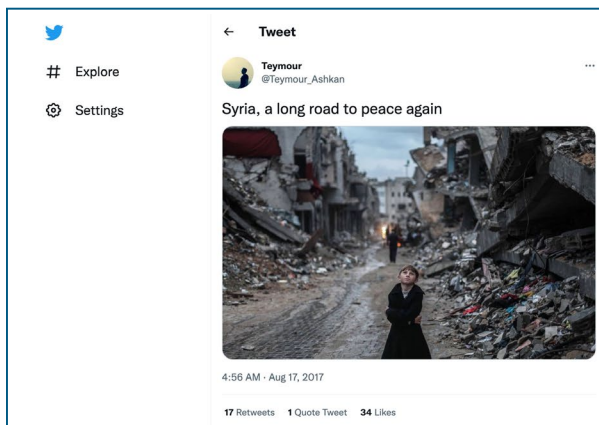 Tweet
Explore
Settings
Teymour
@Teymour_Ashkan
Syria, a long road to peace again
4:56 AM · Aug 17, 2017
17 Retweets 1 Quote Tweet 34 Likes